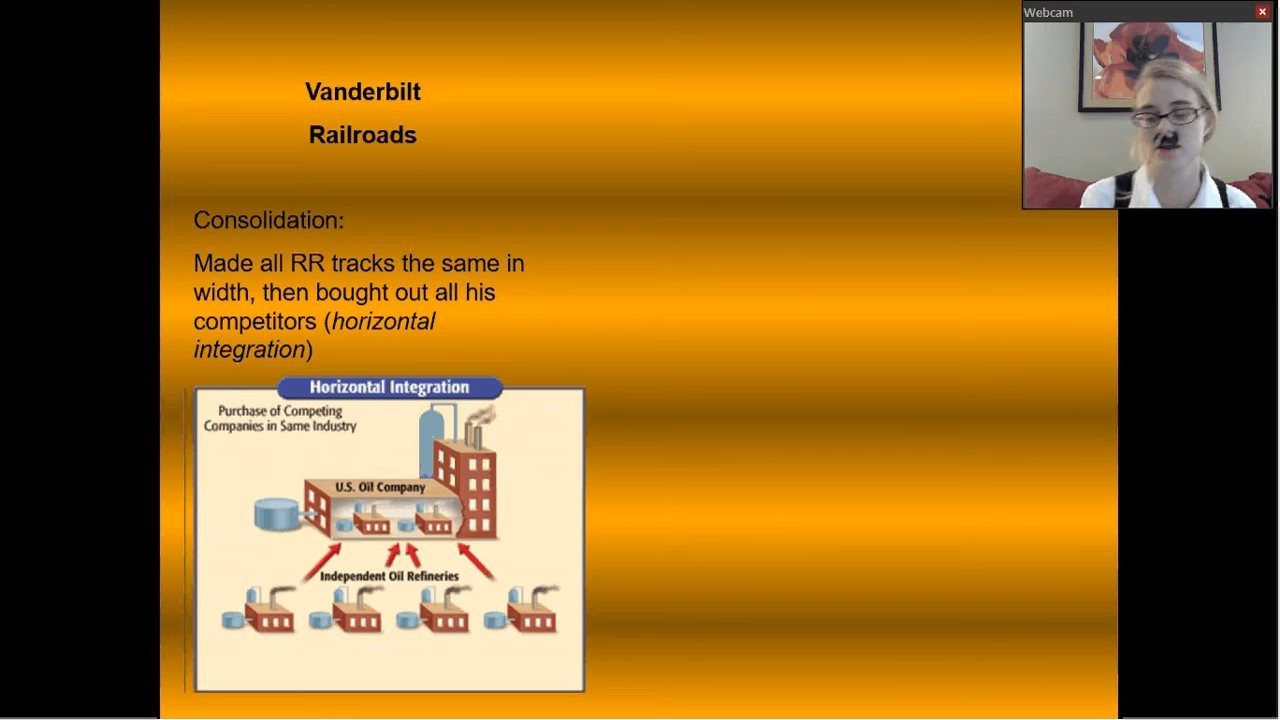 Webcam
Vanderbilt
Railroads
Consolidation:
Made all RR tracks the same in
width, then bought out all his
competitors (horizontal
integration)
Horizontal Integration
Purchase of Competing
Companies in Same Industry
U.S. Oil Company
Independent Oil Refineries